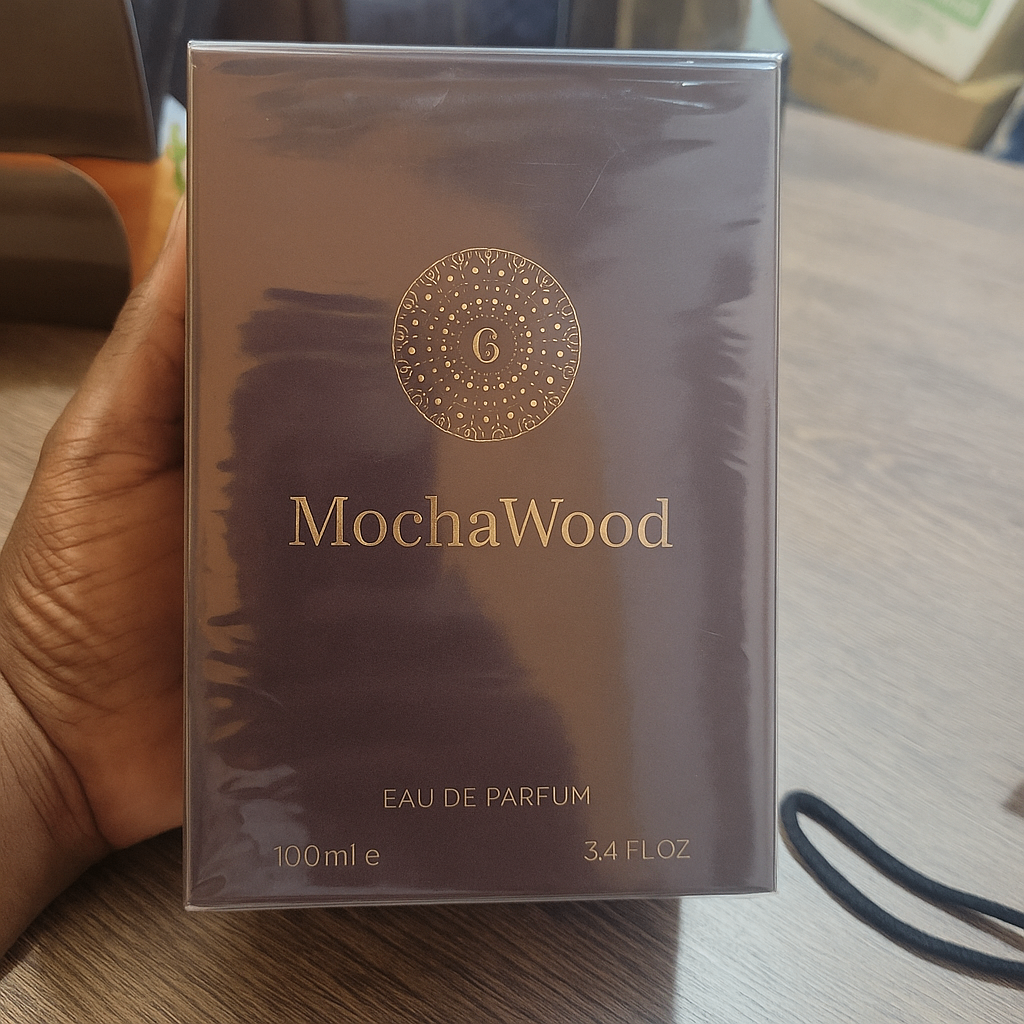 6
MochaWood
EAU DE PARFUM
100ml e
3.4 FL OZ